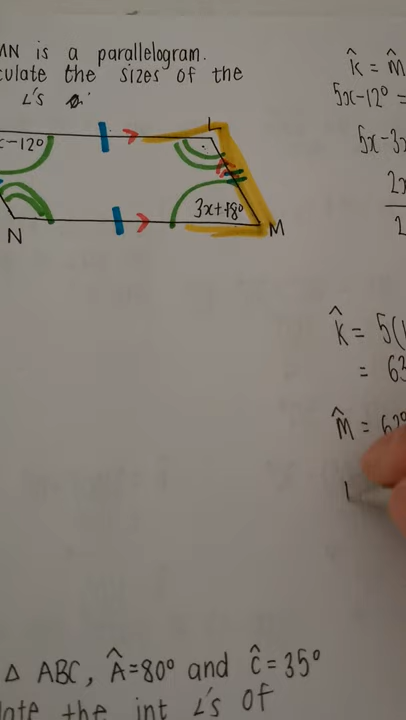 MN is a parallelogram.
culate the sizes of the
∠'s
K̂ = M̂
5x-12° =
x-12°
L
5x-3x
3x+18°
2x
2
N
M
K̂ = 5(1
= 63
M̂ = 63°
△ ABC, Â=80° and Ĉ=35°
late the int ∠'s of